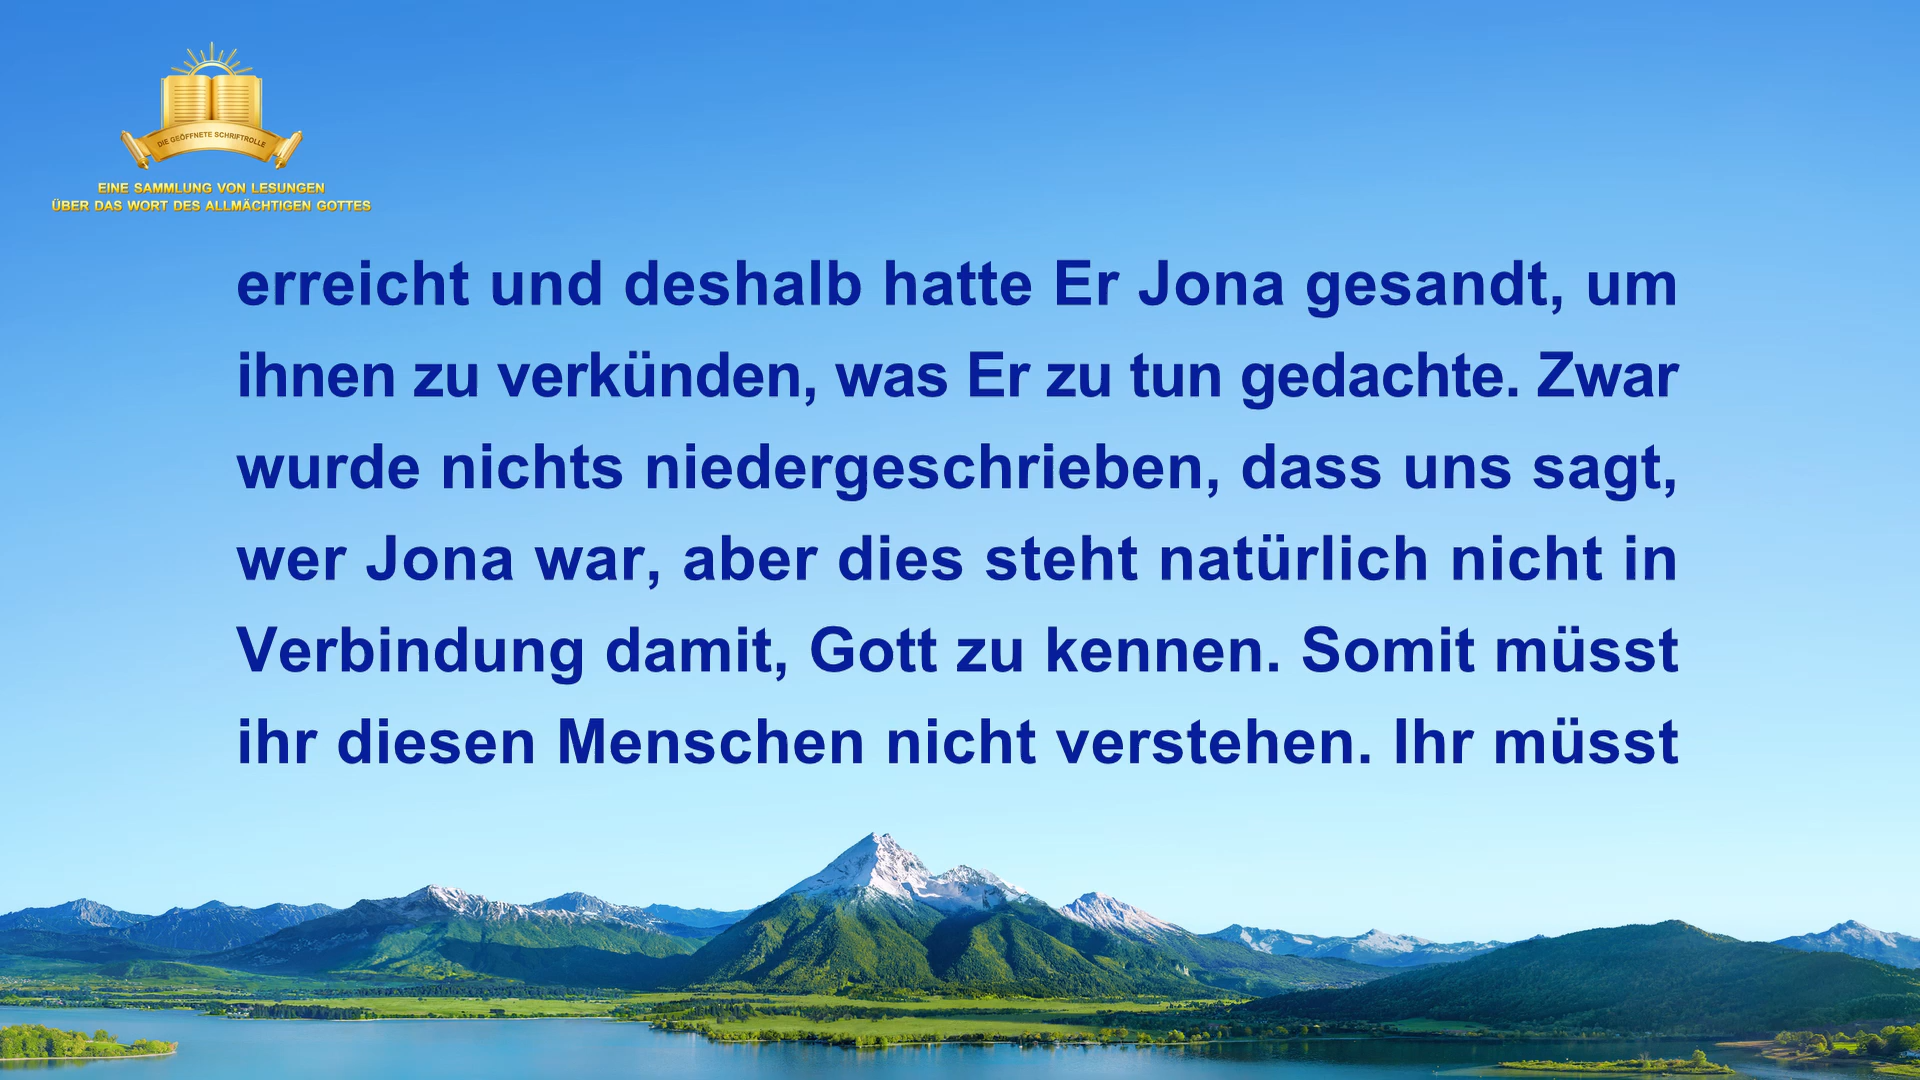 DIE GEÖFFNETE SCHRIFTROLLE
EINE SAMMLUNG VON LESUNGEN
ÜBER DAS WORT DES ALLMÄCHTIGEN GOTTES
erreicht und deshalb hatte Er Jona gesandt, um
ihnen zu verkünden, was Er zu tun gedachte. Zwar
wurde nichts niedergeschrieben, dass uns sagt,
wer Jona war, aber dies steht natürlich nicht in
Verbindung damit, Gott zu kennen. Somit müsst
ihr diesen Menschen nicht verstehen. Ihr müsst